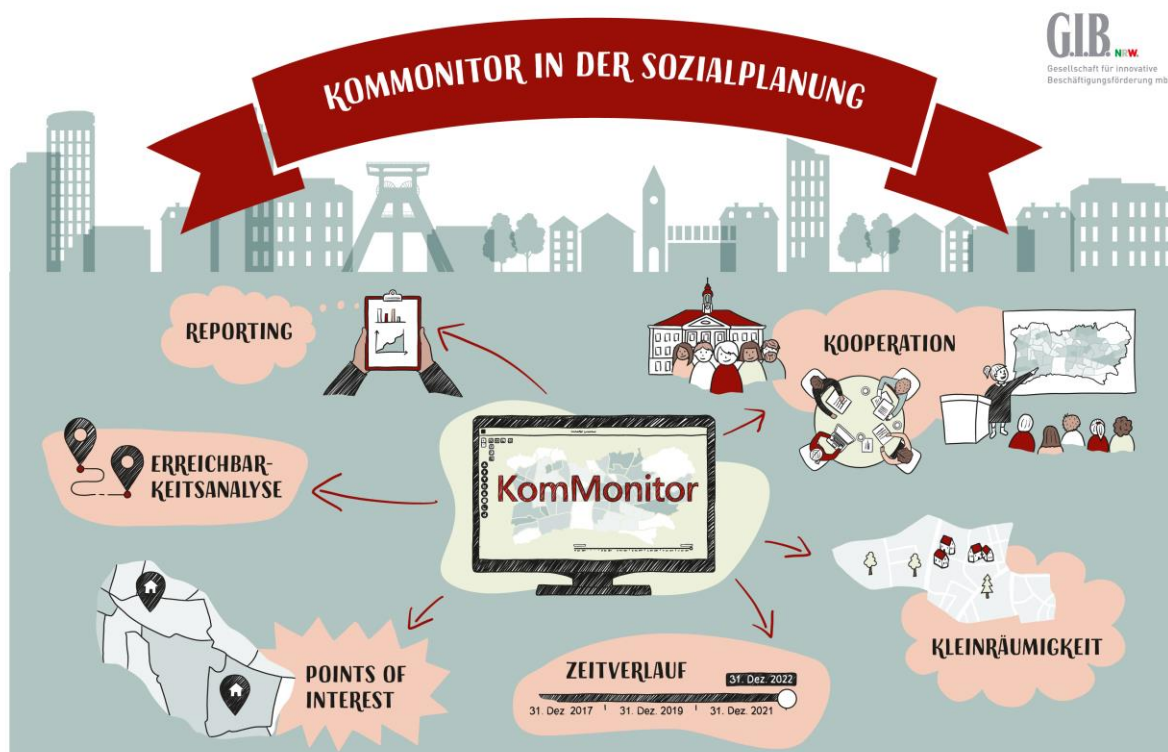 KOMMONITOR IN DER SOZIALPLANUNG
G.I.B. NRW.
Gesellschaft für innovative
Beschäftigungsförderung mb
REPORTING
KOOPERATION
ERREICHBAR-
KEITSANALYSE
KomMonitor
KLEINRÄUMIGKEIT
POINTS OF
INTEREST
ZEITVERLAUF
31. Dez. 2022
31. Dez. 2017
31. Dez. 2019
31. Dez. 2021